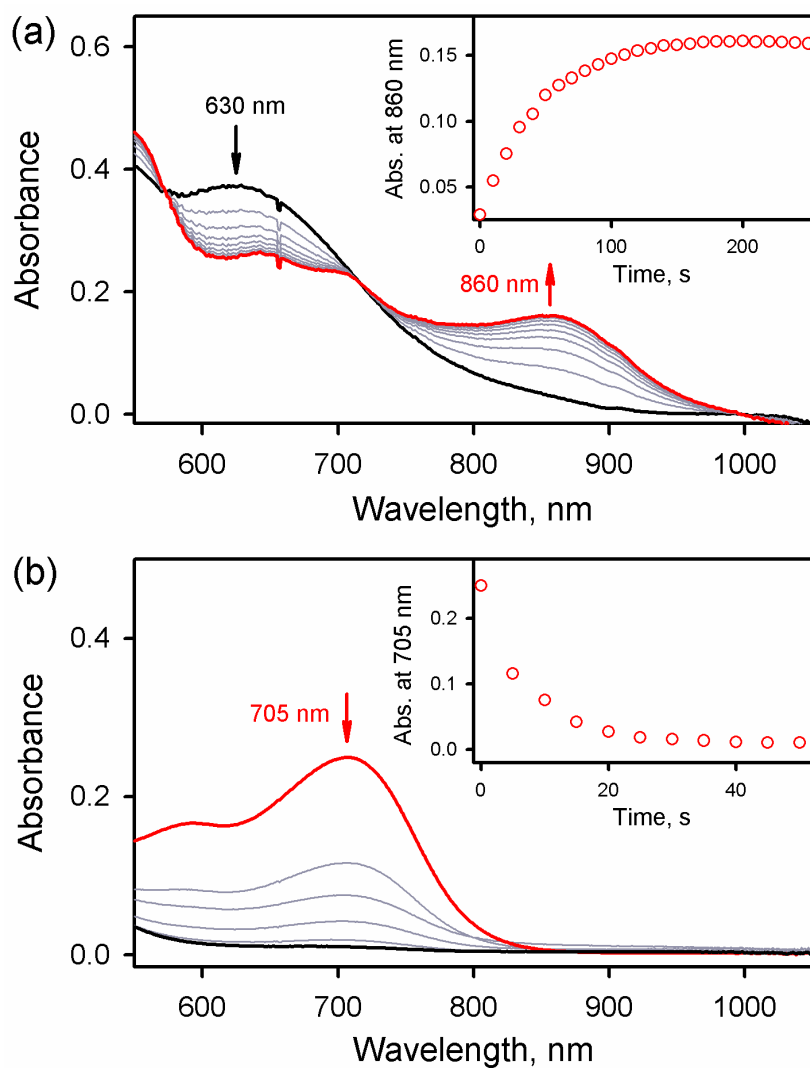 (a)
0.6
0.4
0.2
0.0
Absorbance
630 nm
860 nm
0.15
0.10
0.05
Abs. at 860 nm
0
100
200
Time, s
600
700
800
900
1000
Wavelength, nm
(b)
0.4
0.2
0.0
Absorbance
705 nm
0.2
0.1
0.0
Abs. at 705 nm
0
20
40
Time, s
600
700
800
900
1000
Wavelength, nm